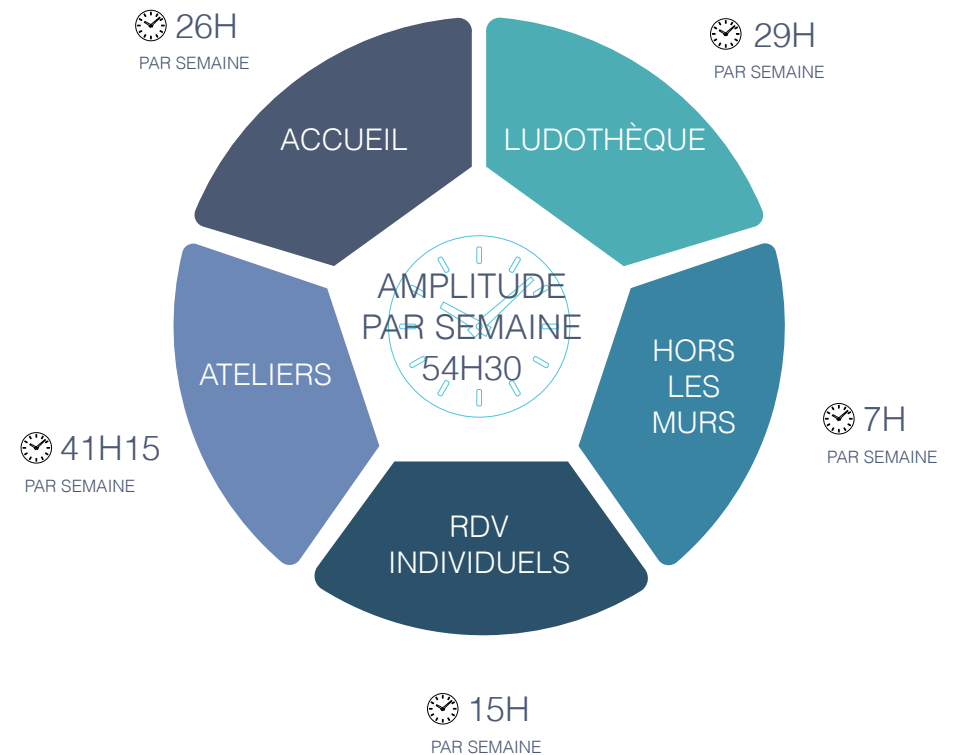 26H
PAR SEMAINE
29H
PAR SEMAINE
ACCUEIL
LUDOTHÈQUE
AMPLITUDE
PAR SEMAINE
54H30
HORS
LES
MURS
ATELIERS
7H
PAR SEMAINE
41H15
PAR SEMAINE
RDV
INDIVIDUELS
15H
PAR SEMAINE